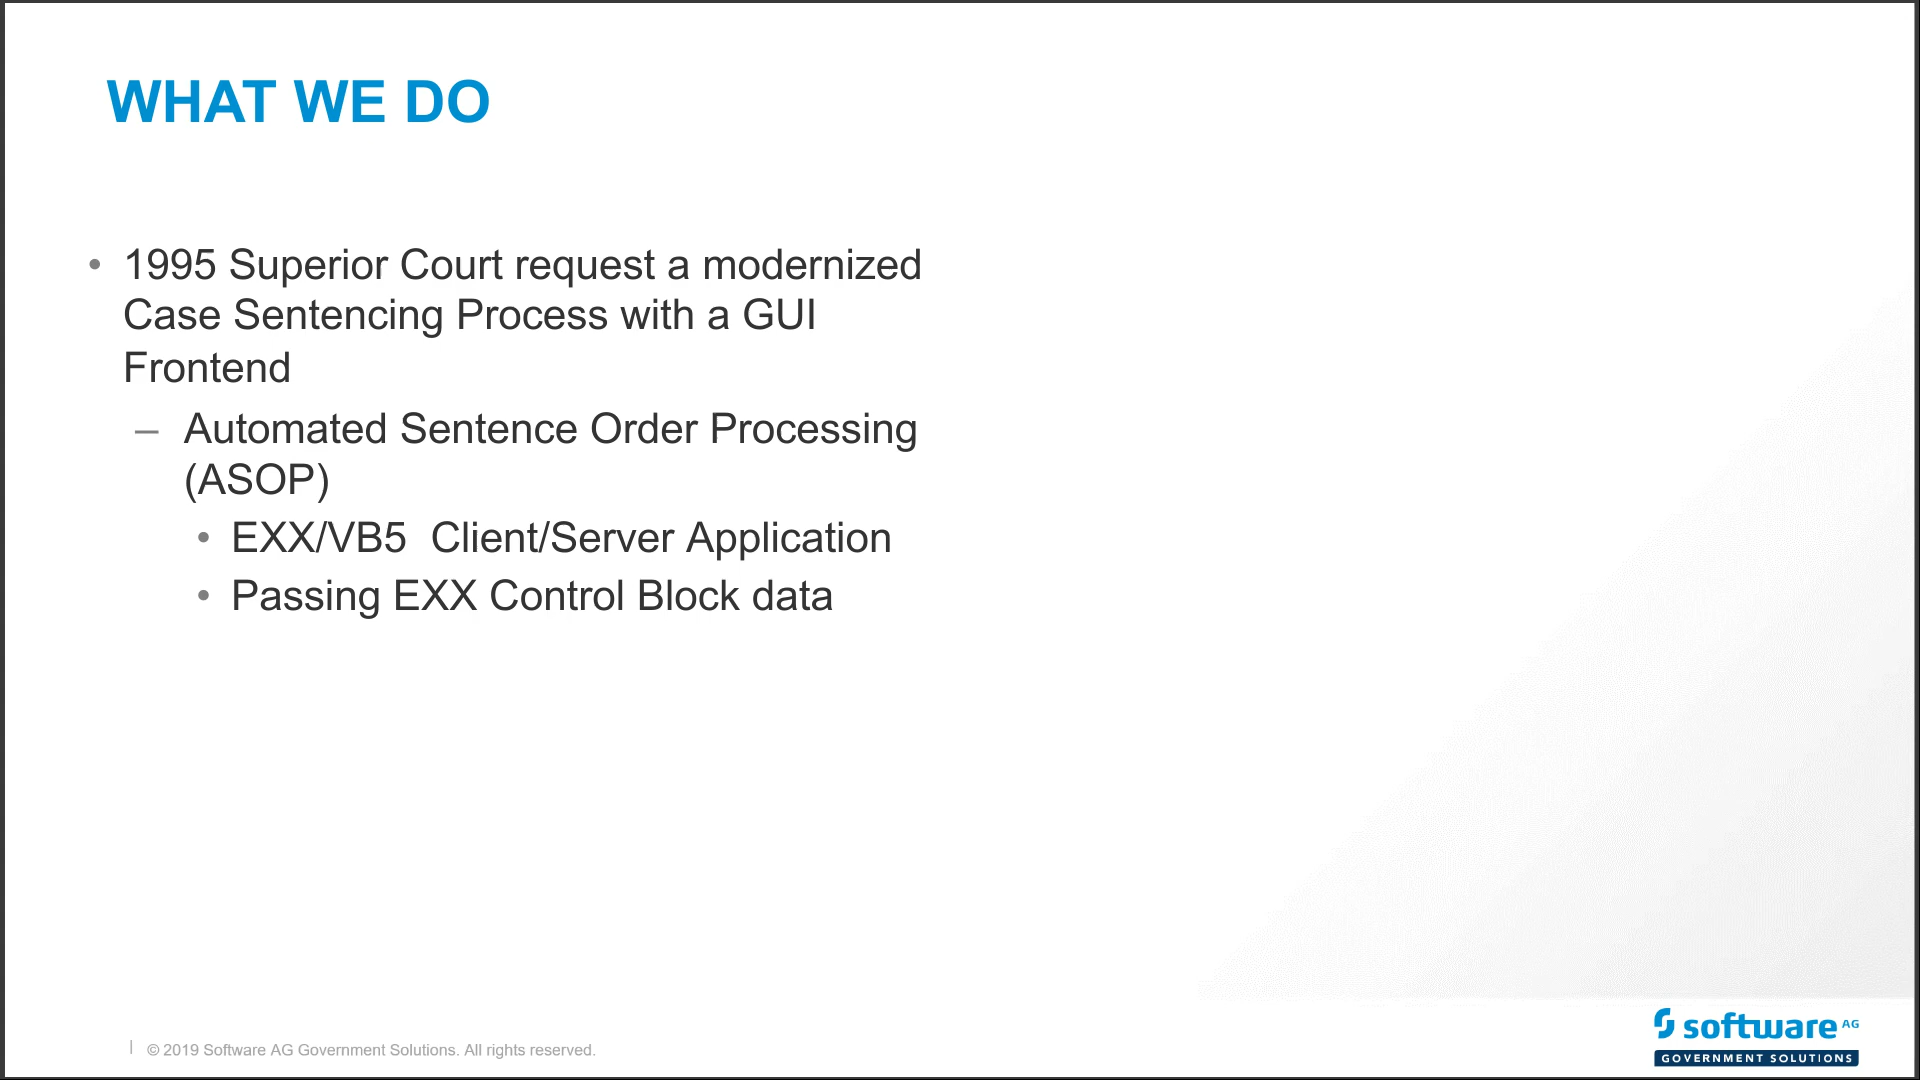 WHAT WE DO
• 1995 Superior Court request a modernized
Case Sentencing Process with a GUI
Frontend
– Automated Sentence Order Processing
(ASOP)
• EXX/VB5  Client/Server Application
• Passing EXX Control Block data
| © 2019 Software AG Government Solutions. All rights reserved.
software AG
GOVERNMENT SOLUTIONS